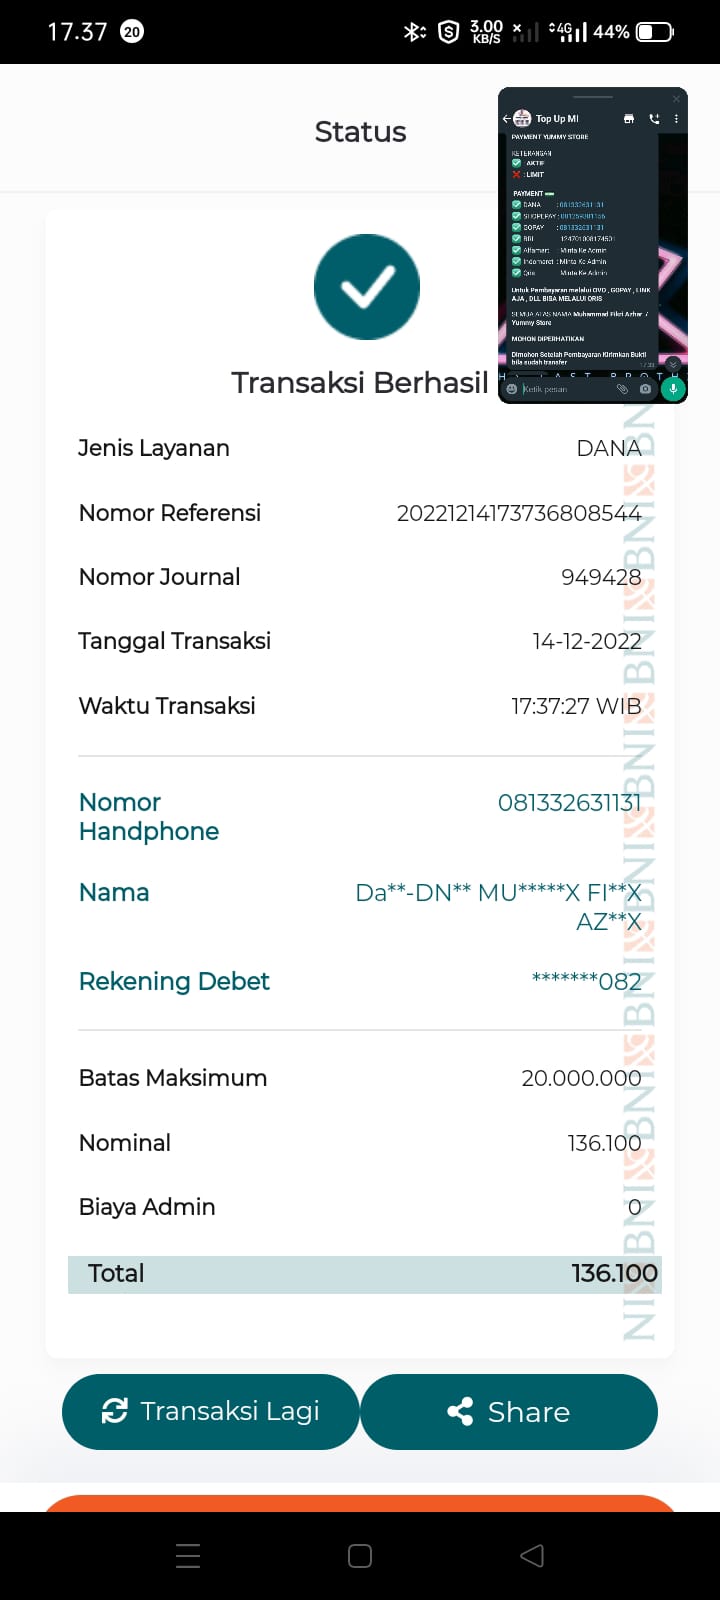 17.37
20
3.00
KB/S
4G
44%
Status
Top Up Ml
PAYMENT YUMMY STORE
KETERANGAN
: AKTIF
: LIMIT
PAYMENT
DANA : 081332631131
SHOPEPAY :
GOPAY : 081332631131
BRI
Alfamart : Minta Ke Admin
Indomaret : Minta Ke Admin
Qris Minta Ke Admin
Untuk Pembayaran melalui OVO , GOPAY , LINK
AJA , DLL BISA MELALUI QRIS
SEMUA ATAS NAMA Muhammad Fikri Azhar /
Yummy Store
MOHON DIPERHATIKAN
Dimohon Setelah Pembayaran Kirimkan Bukti
bila sudah transfer
Ketik pesan
Transaksi Berhasil
Jenis Layanan DANA
Nomor Referensi 20221214173736808544
Nomor Journal 949428
Tanggal Transaksi 14-12-2022
Waktu Transaksi 17:37:27 WIB
Nomor Handphone 081332631131
Nama Da**-DN** MU*****X FI**X
AZ**X
Rekening Debet *******082
Batas Maksimum 20.000.000
Nominal 136.100
Biaya Admin 0
Total 136.100
BNI BNI BNI BNI BNI BNI BNI BNI
Transaksi Lagi
Share